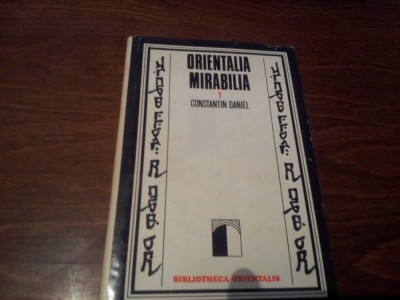 ORIENTALIA
MIRABILIA
1
CONSTANTIN DANIEL
BIBLIOTHECA ORIENTALIS